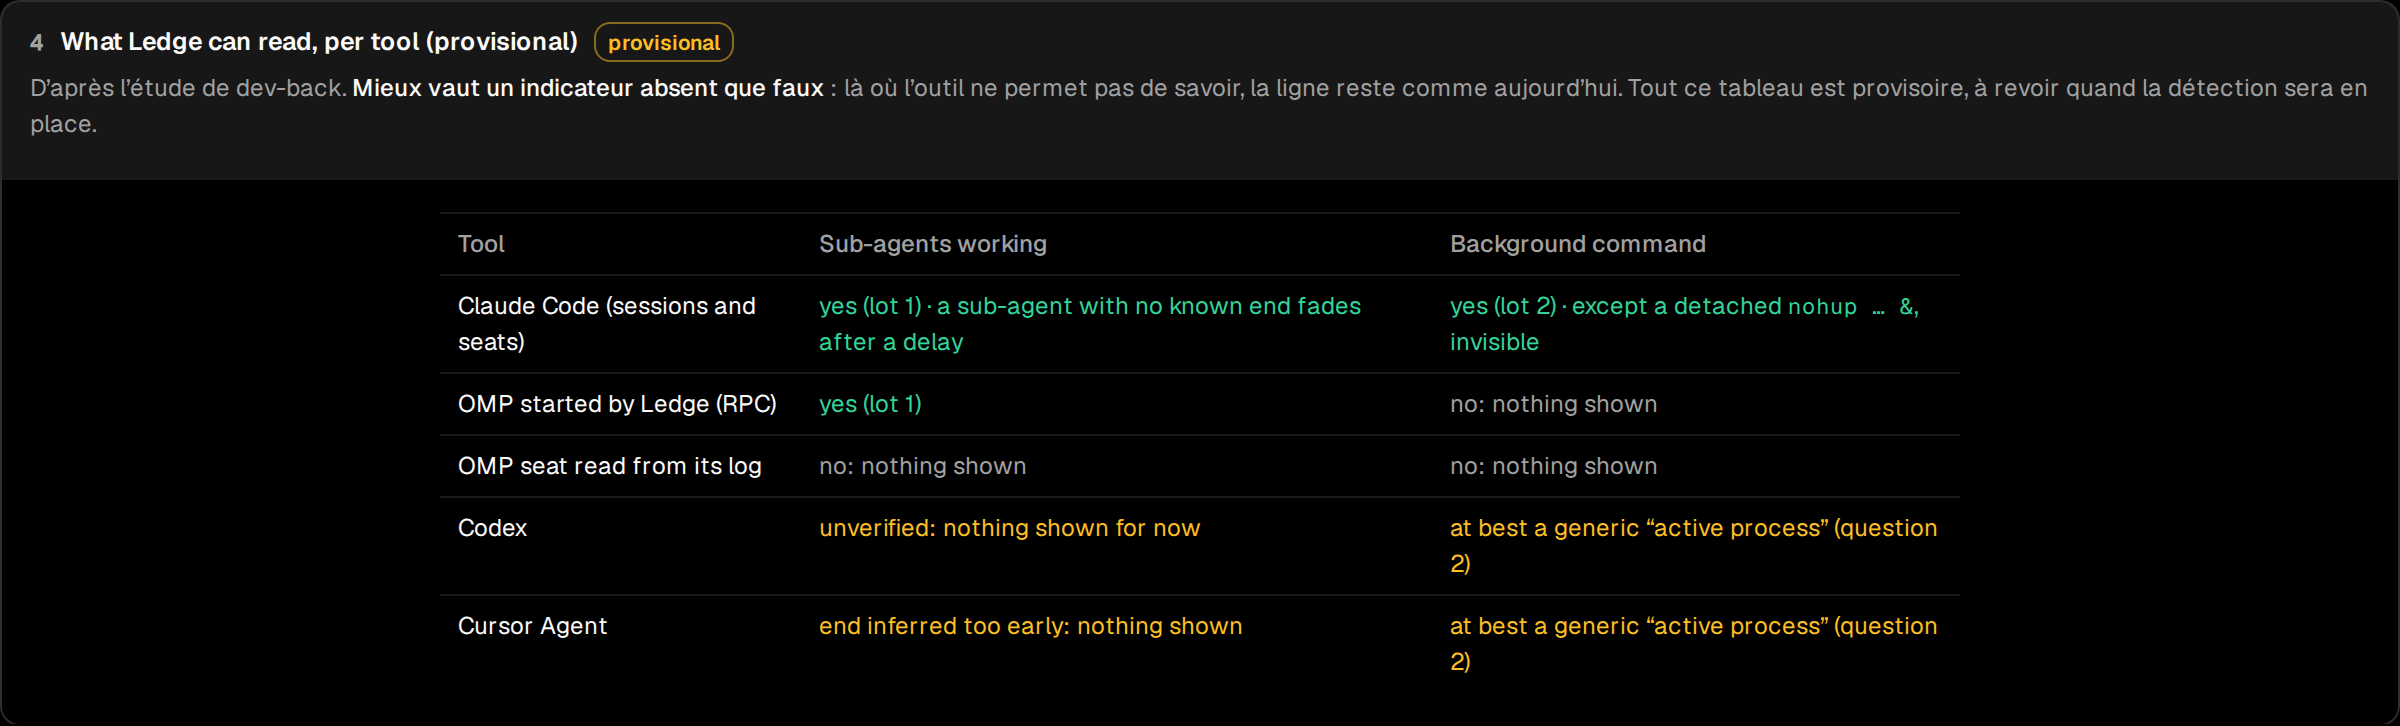 4 What Ledge can read, per tool (provisional) provisional
D’après l’étude de dev-back. Mieux vaut un indicateur absent que faux : là où l’outil ne permet pas de savoir, la ligne reste comme aujourd’hui. Tout ce tableau est provisoire, à revoir quand la détection sera en
place.
Tool Sub-agents working Background command
Claude Code (sessions and
seats)
yes (lot 1) · a sub-agent with no known end fades
after a delay
yes (lot 2) · except a detached nohup … &,
invisible
OMP started by Ledge (RPC) yes (lot 1) no: nothing shown
OMP seat read from its log no: nothing shown no: nothing shown
Codex unverified: nothing shown for now at best a generic “active process” (question
2)
Cursor Agent end inferred too early: nothing shown at best a generic “active process” (question
2)